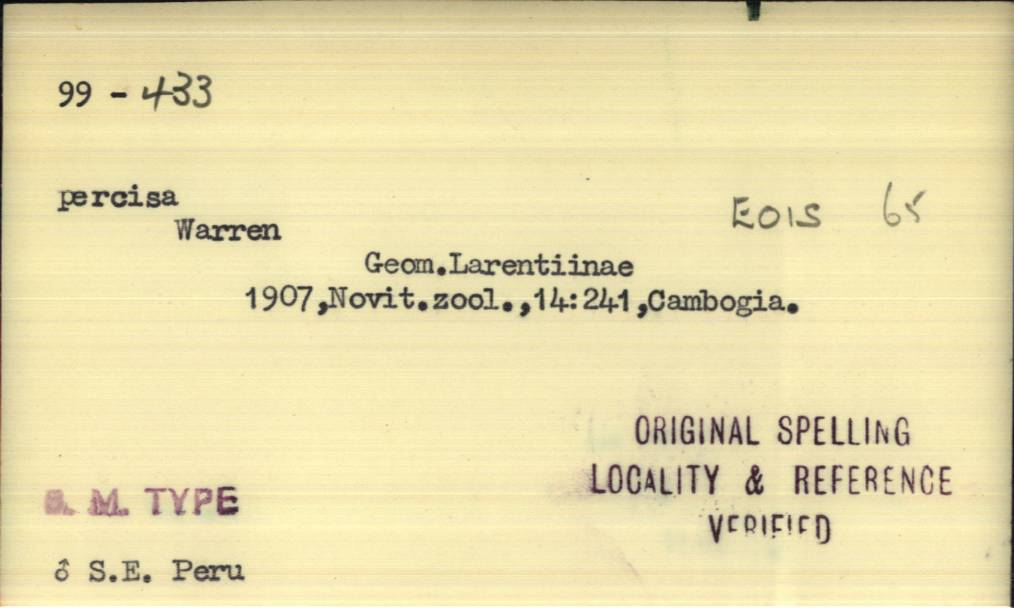 99 - 433
percisa
Warren
EOIS 65
Geom.Larentiinae
1907,Novit.zool.,14:241,Cambogia.
ORIGINAL SPELLING
LOCALITY & REFERENCE
VERIFIED
B. M. TYPE
♂ S.E. Peru